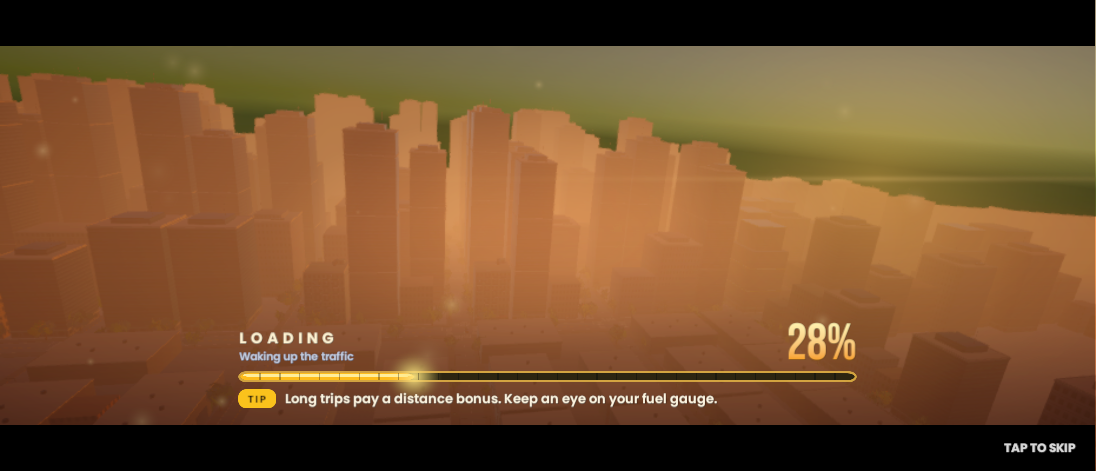 LOADING
28%
Waking up the traffic
TIP Long trips pay a distance bonus. Keep an eye on your fuel gauge.
TAP TO SKIP